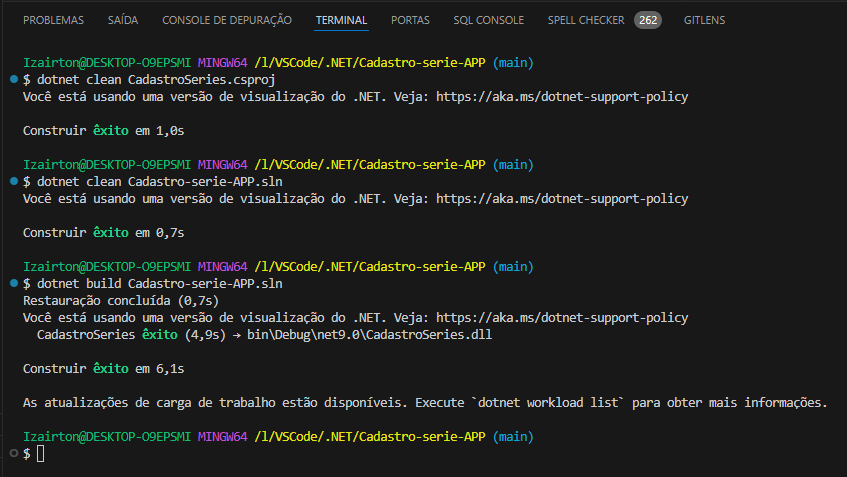 PROBLEMAS SAÍDA CONSOLE DE DEPURAÇÃO TERMINAL PORTAS SQL CONSOLE SPELL CHECKER 262 GITLENS
Izairton@DESKTOP-O9EPSMI MINGW64 /l/VSCode/.NET/Cadastro-serie-APP (main)
$ dotnet clean CadastroSeries.csproj
Você está usando uma versão de visualização do .NET. Veja: https://aka.ms/dotnet-support-policy
Construir êxito em 1,0s
Izairton@DESKTOP-O9EPSMI MINGW64 /l/VSCode/.NET/Cadastro-serie-APP (main)
$ dotnet clean Cadastro-serie-APP.sln
Você está usando uma versão de visualização do .NET. Veja: https://aka.ms/dotnet-support-policy
Construir êxito em 0,7s
Izairton@DESKTOP-O9EPSMI MINGW64 /l/VSCode/.NET/Cadastro-serie-APP (main)
$ dotnet build Cadastro-serie-APP.sln
Restauração concluída (0,7s)
Você está usando uma versão de visualização do .NET. Veja: https://aka.ms/dotnet-support-policy
CadastroSeries êxito (4,9s) → bin\Debug\net9.0\CadastroSeries.dll
Construir êxito em 6,1s
As atualizações de carga de trabalho estão disponíveis. Execute `dotnet workload list` para obter mais informações.
Izairton@DESKTOP-O9EPSMI MINGW64 /l/VSCode/.NET/Cadastro-serie-APP (main)
$